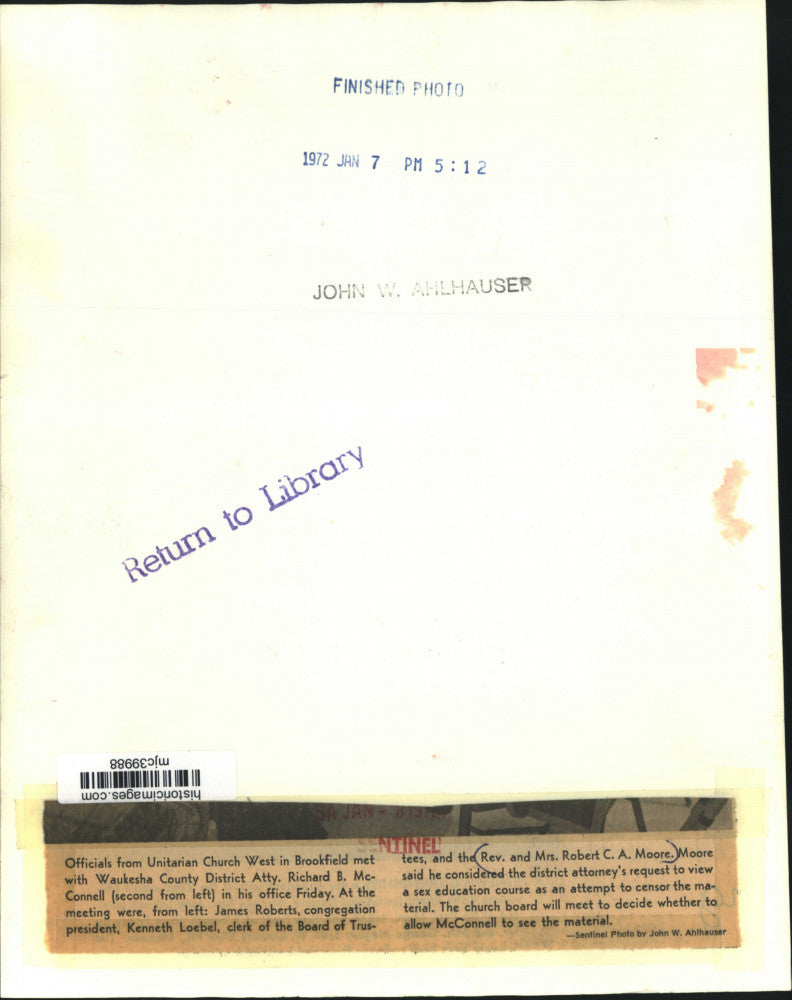 FINISHED PHOTO
1972 JAN 7 PM 5:12
JOHN W. AHLHAUSER
Return to Library
mjc39988
historicimages.com
SA JAN - 8 1972
SENTINEL
Officials from Unitarian Church West in Brookfield met
with Waukesha County District Atty. Richard B. Mc-
Connell (second from left) in his office Friday. At the
meeting were, from left: James Roberts, congregation
president, Kenneth Loebel, clerk of the Board of Trus-
tees, and the Rev. and Mrs. Robert C. A. Moore. Moore
said he considered the district attorney's request to view
a sex education course as an attempt to censor the ma-
terial. The church board will meet to decide whether to
allow McConnell to see the material.
—Sentinel Photo by John W. Ahlhauser